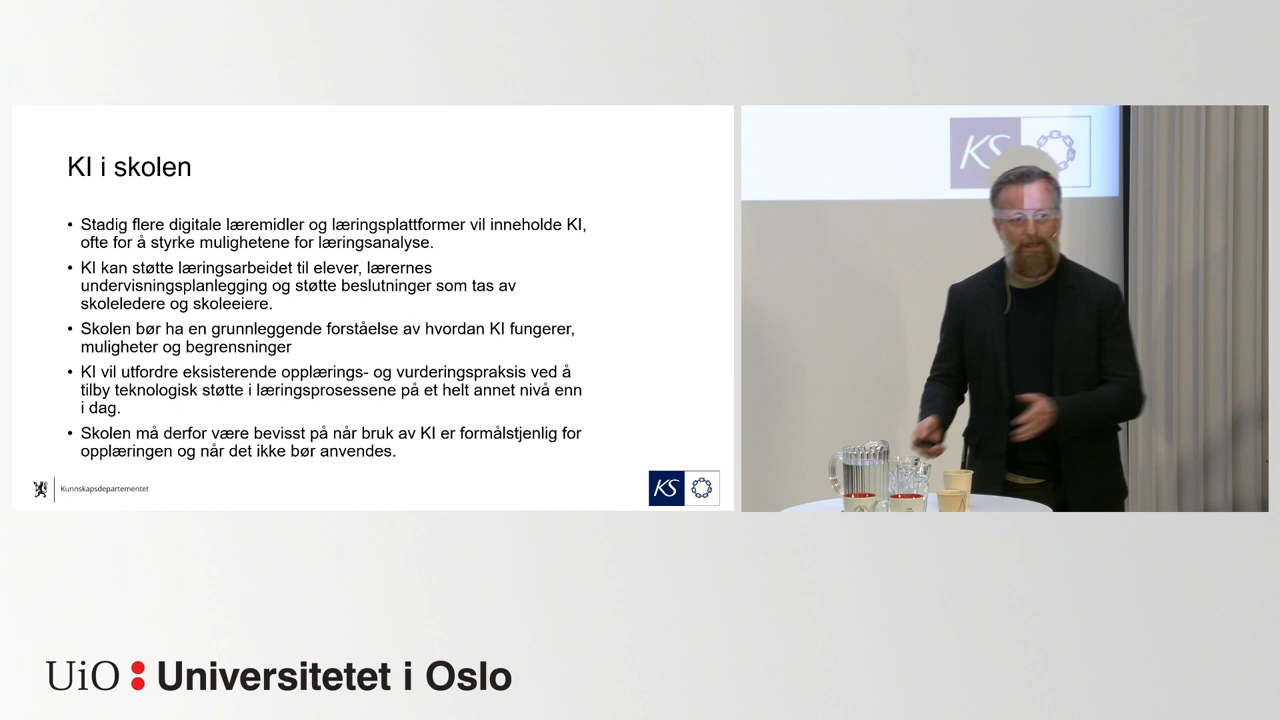 KI i skolen
• Stadig flere digitale læremidler og læringsplattformer vil inneholde KI,
ofte for å styrke mulighetene for læringsanalyse.
• KI kan støtte læringsarbeidet til elever, lærernes
undervisningsplanlegging og støtte beslutninger som tas av
skoleledere og skoleeiere.
• Skolen bør ha en grunnleggende forståelse av hvordan KI fungerer,
muligheter og begrensninger
• KI vil utfordre eksisterende opplærings- og vurderingspraksis ved å
tilby teknologisk støtte i læringsprosessene på et helt annet nivå enn
i dag.
• Skolen må derfor være bevisst på når bruk av KI er formålstjenlig for
opplæringen og når det ikke bør anvendes.
Kunnskapsdepartementet
KS
KS
UiO Universitetet i Oslo